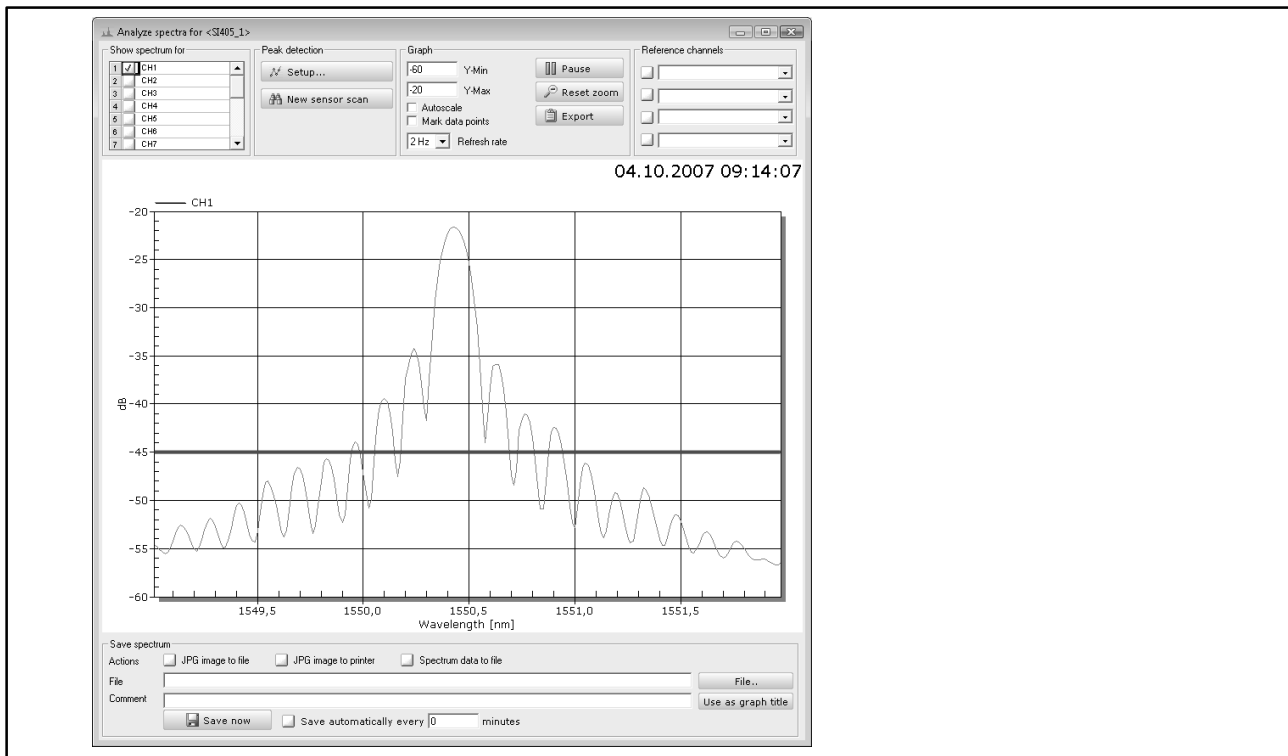 Analyze spectra for <SI405_1>
Show spectrum for
1 CH1
2 CH2
3 CH3
4 CH4
5 CH5
6 CH6
7 CH7
Peak detection
Setup...
New sensor scan
Graph
-60 Y-Min
-20 Y-Max
Autoscale
Mark data points
2 Hz Refresh rate
Pause
Reset zoom
Export
Reference channels
04.10.2007 09:14:07
CH1
-20
-25
-30
-35
-40
-45
-50
-55
-60
dB
1549,5 1550,0 1550,5 1551,0 1551,5
Wavelength [nm]
Save spectrum
Actions JPG image to file JPG image to printer Spectrum data to file
File File..
Comment Use as graph title
Save now Save automatically every 0 minutes